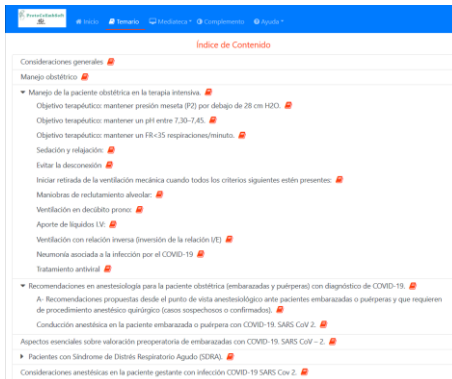 ProtoCoVadAsft
Inicio
Temario
Mediateca
Complemento
Ayuda
Índice de Contenido
Consideraciones generales
Manejo obstétrico
Manejo de la paciente obstétrica en la terapia intensiva.
Objetivo terapéutico: mantener presión meseta (P2) por debajo de 28 cm H2O.
Objetivo terapéutico: mantener un pH entre 7,30–7,45.
Objetivo terapéutico: mantener un FR<35 respiraciones/minuto.
Sedación y relajación:
Evitar la desconexión
Iniciar retirada de la ventilación mecánica cuando todos los criterios siguientes estén presentes:
Maniobras de reclutamiento alveolar:
Ventilación en decúbito prono:
Aporte de líquidos I.V:
Ventilación con relación inversa (inversión de la relación I/E)
Neumonía asociada a la infección por el COVID-19
Tratamiento antiviral
Recomendaciones en anestesiología para la paciente obstétrica (embarazadas y puérperas) con diagnóstico de COVID-19.
A- Recomendaciones propuestas desde el punto de vista anestesiológico ante pacientes embarazadas o puérperas y que requieren
de procedimiento anestésico quirúrgico (casos sospechosos o confirmados).
Conducción anestésica en la paciente embarazada o puérpera con COVID-19. SARS CoV 2.
Aspectos esenciales sobre valoración preoperatoria de embarazadas con COVID-19. SARS CoV – 2.
Pacientes con Síndrome de Distrés Respiratorio Agudo (SDRA).
Consideraciones anestésicas en la paciente gestante con infección COVID-19 SARS Cov 2.